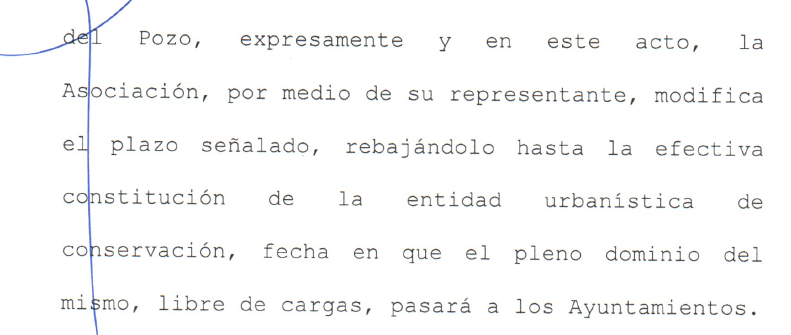 del Pozo, expresamente y en este acto, la
Asociación, por medio de su representante, modifica
el plazo señalado, rebajándolo hasta la efectiva
constitución de la entidad urbanística de
conservación, fecha en que el pleno dominio del
mismo, libre de cargas, pasará a los Ayuntamientos.